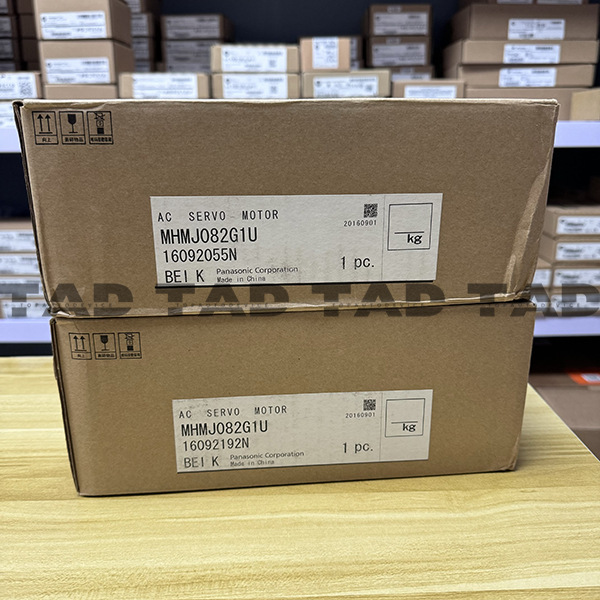 AC SERVO MOTOR
MHMJ082G1U
16092055N
BEI K Panasonic Corporation
Made in China
20160901
1 pc.
kg
TAD TAD TAD TAD
AC SERVO MOTOR
MHMJ082G1U
16092192N
BEI K Panasonic Corporation
Made in China
20160901
1 pc.
kg